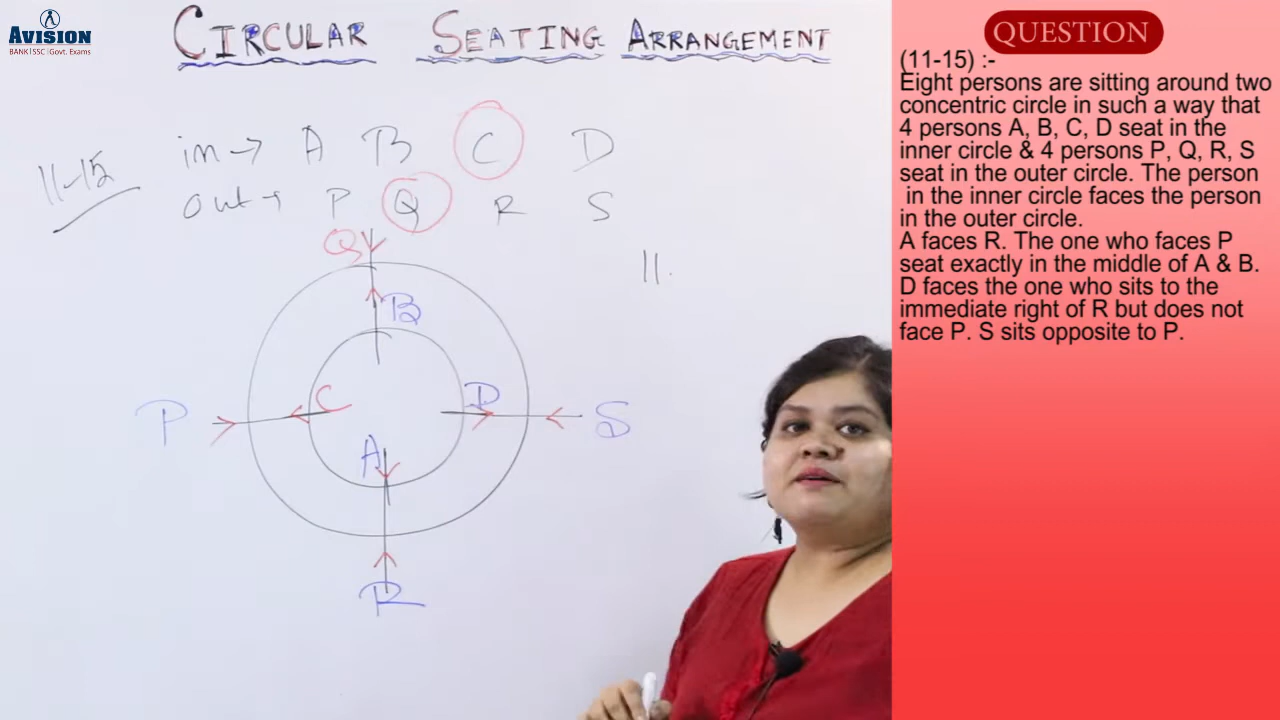 AVISION
BANK|SSC|Govt. Exams
CIRCULAR SEATING ARRANGEMENT
11-15
in→ A B C D
out→ P Q R S
Q
B
11.
P
C
D
S
A
R
QUESTION
(11-15) :-
Eight persons are sitting around two
concentric circle in such a way that
4 persons A, B, C, D seat in the
inner circle & 4 persons P, Q, R, S
seat in the outer circle. The person
in the inner circle faces the person
in the outer circle.
A faces R. The one who faces P
seat exactly in the middle of A & B.
D faces the one who sits to the
immediate right of R but does not
face P. S sits opposite to P.